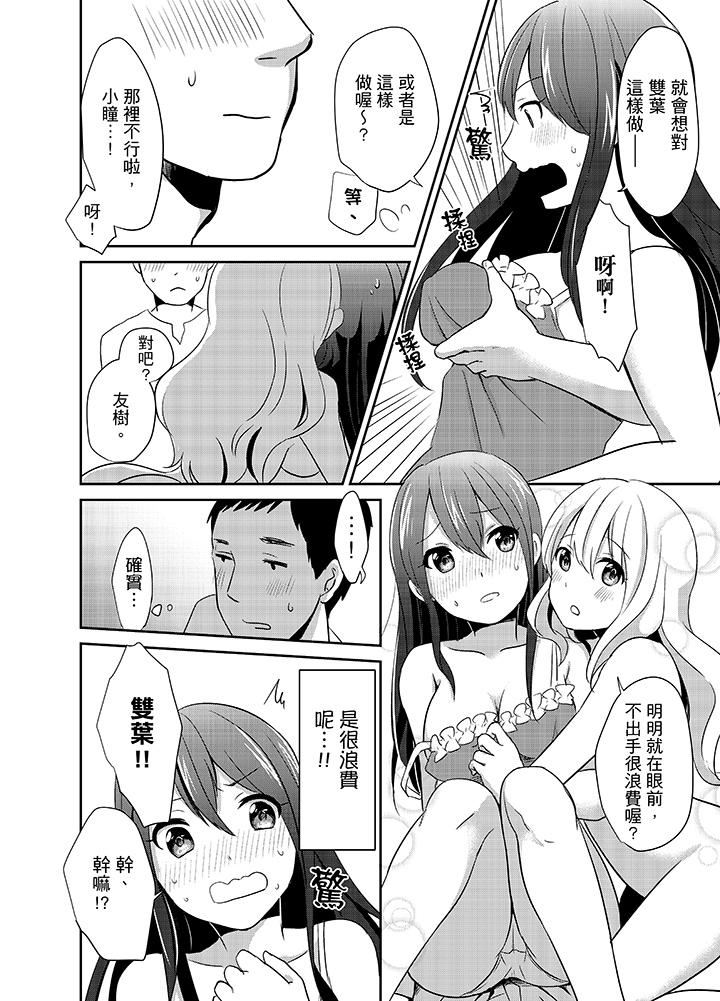 就會想對
雙葉
這樣做——
驚
呀啊！
揉捏
揉捏
或者是
這樣
做喔～？
等、
那裡不行啦，
小瞳⋯！
呀！
對吧？
友樹。
明明就在眼前，
不出手很浪費喔？
⋯！
確實⋯
是很浪費
呢⋯！！
雙葉！！
幹、
幹嘛！？
驚